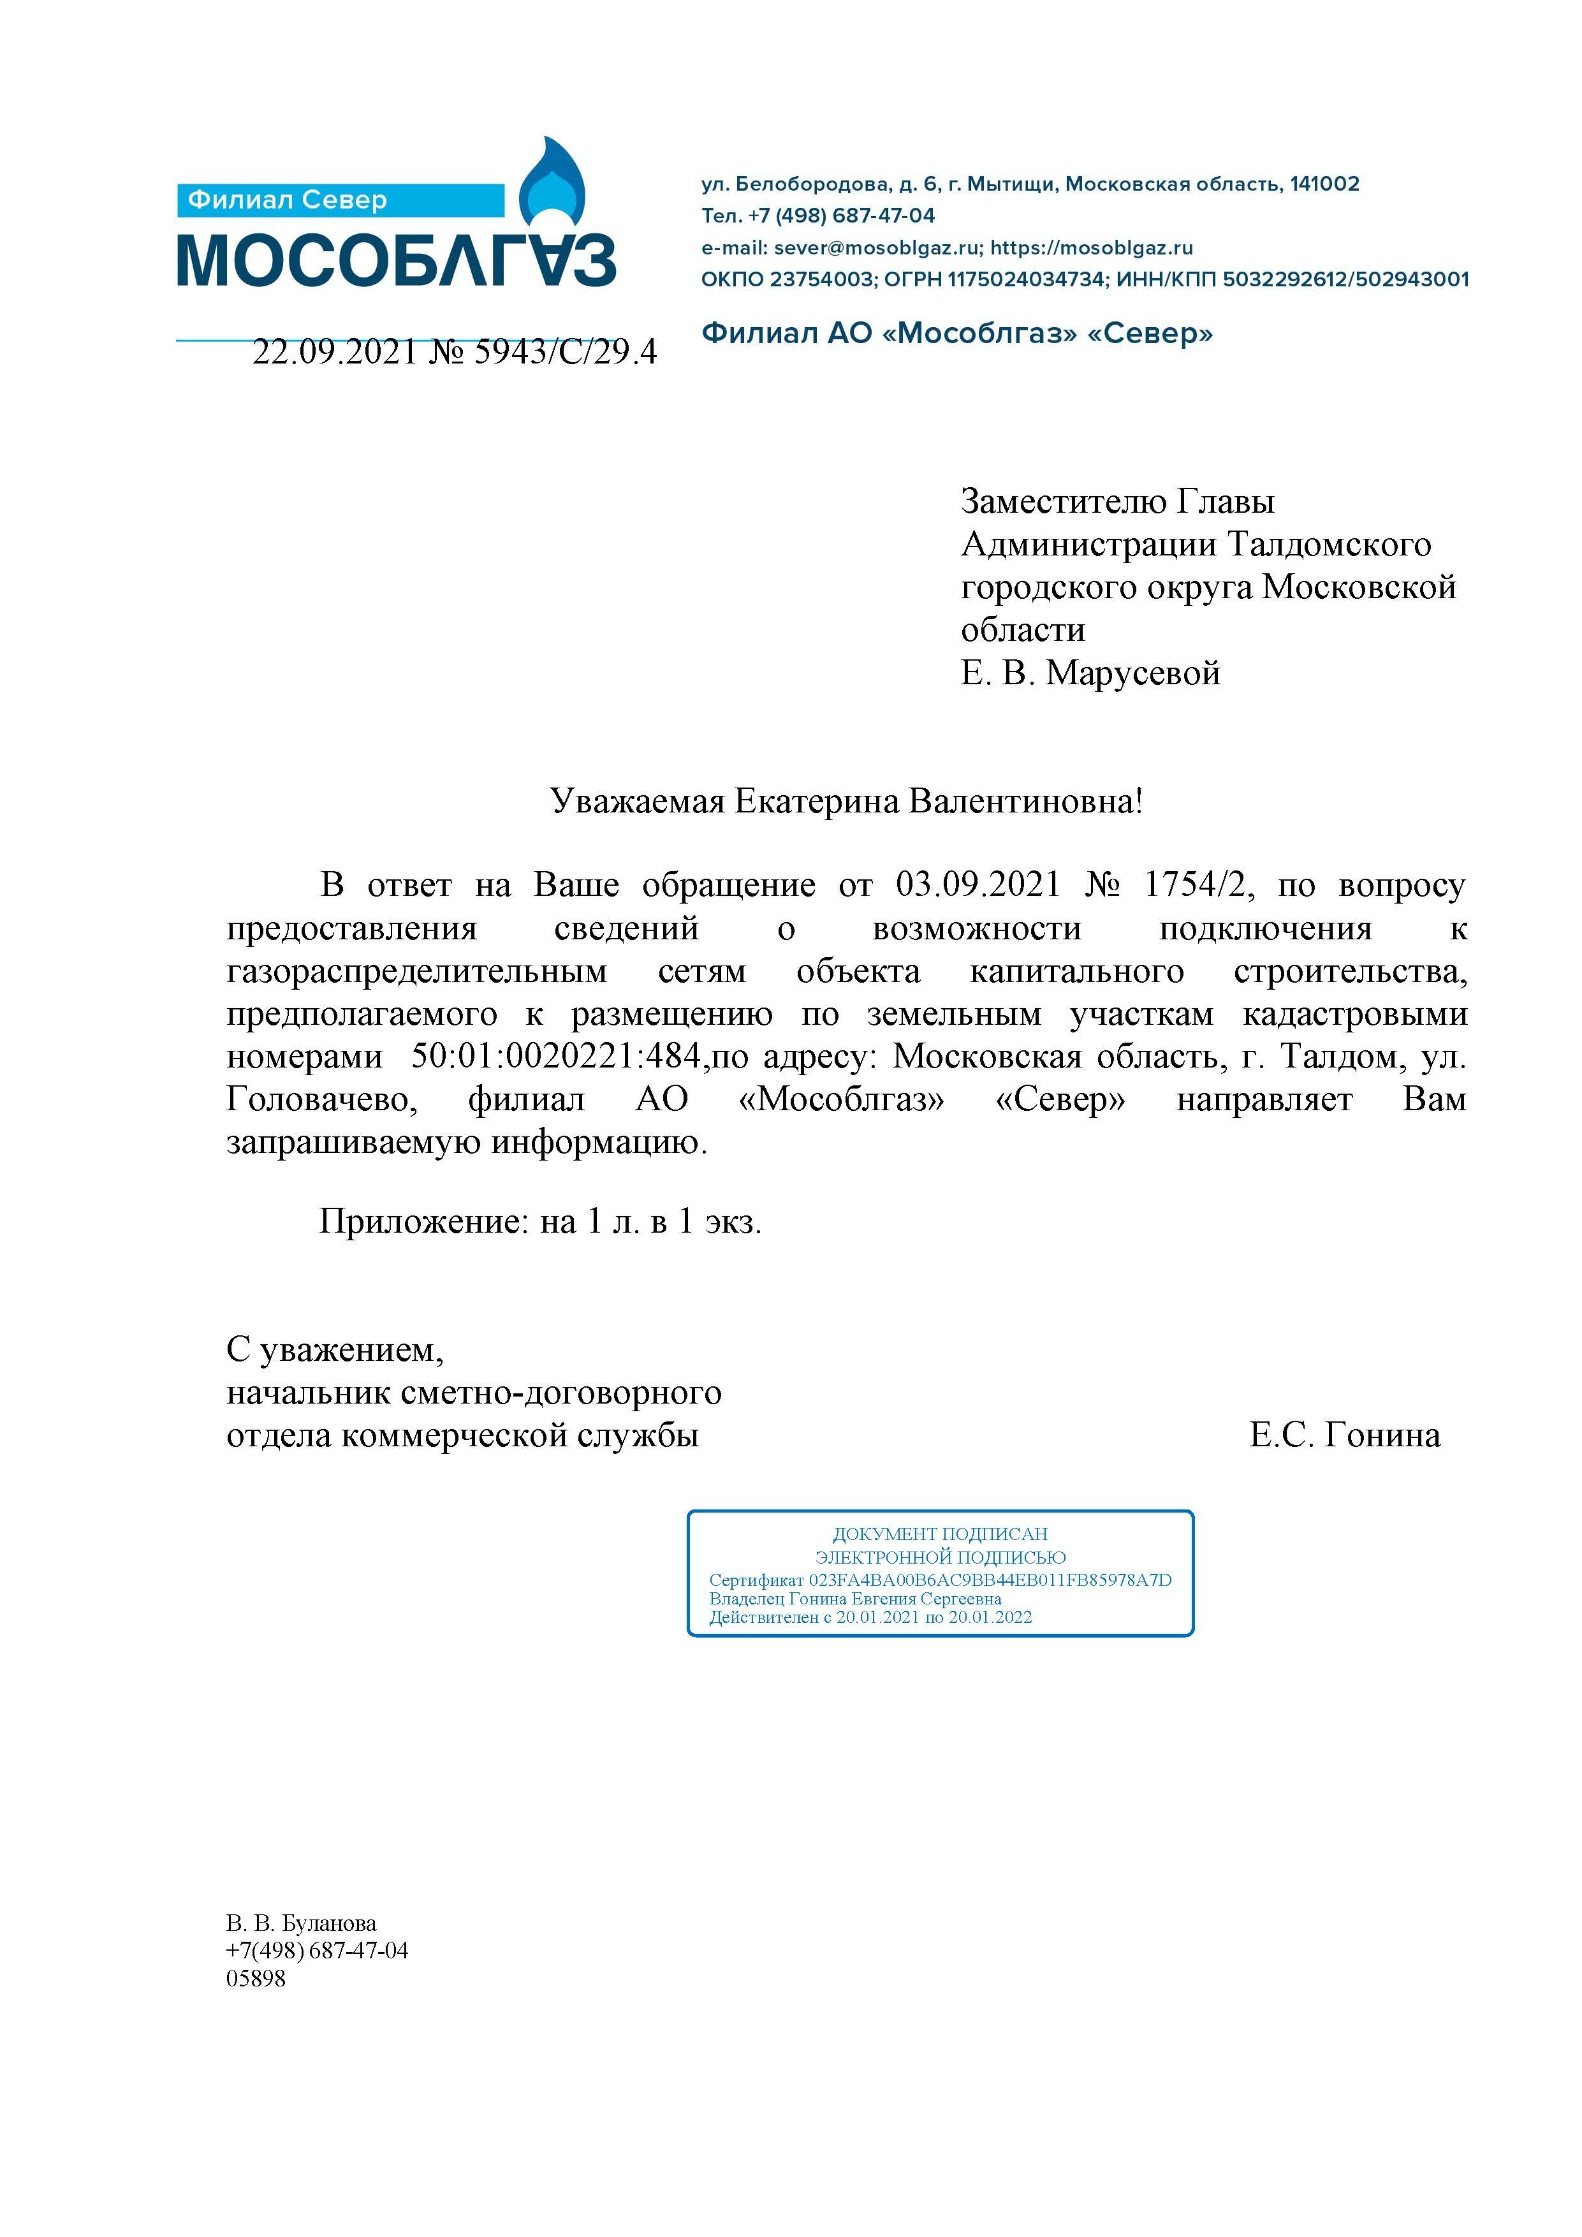 Филиал Север
МОСОБЛГАЗ
ул. Белобородова, д. 6, г. Мытищи, Московская область, 141002
Тел. +7 (498) 687-47-04
e-mail: sever@mosoblgaz.ru; https://mosoblgaz.ru
ОКПО 23754003; ОГРН 1175024034734; ИНН/КПП 5032292612/502943001
Филиал АО «Мособлгаз» «Север»
22.09.2021 № 5943/С/29.4
Заместителю Главы
Администрации Талдомского
городского округа Московской
области
Е. В. Марусевой
Уважаемая Екатерина Валентиновна!
В ответ на Ваше обращение от 03.09.2021 № 1754/2, по вопросу
предоставления сведений о возможности подключения к
газораспределительным сетям объекта капитального строительства,
предполагаемого к размещению по земельным участкам кадастровыми
номерами 50:01:0020221:484,по адресу: Московская область, г. Талдом, ул.
Головачево, филиал АО «Мособлгаз» «Север» направляет Вам
запрашиваемую информацию.
Приложение: на 1 л. в 1 экз.
С уважением,
начальник сметно-договорного
отдела коммерческой службы Е.С. Гонина
ДОКУМЕНТ ПОДПИСАН
ЭЛЕКТРОННОЙ ПОДПИСЬЮ
Сертификат 023FA4BA00B6AC9BB44EB011FB85978A7D
Владелец Гонина Евгения Сергеевна
Действителен с 20.01.2021 по 20.01.2022
В. В. Буланова
+7(498) 687-47-04
05898